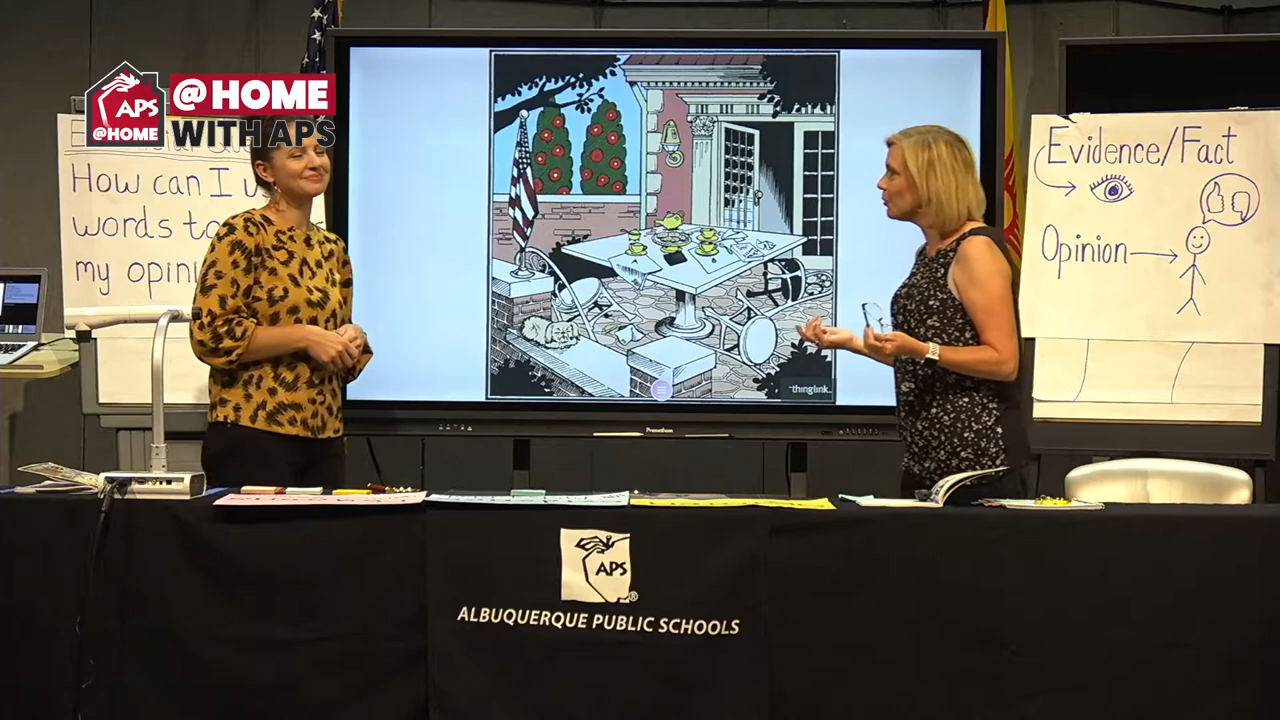 APS
@HOME
@HOME
WITH APS
How can I u
words to
my opini
thinglink..
Promethean
Evidence/Fact
Opinion
APS
ALBUQUERQUE PUBLIC SCHOOLS